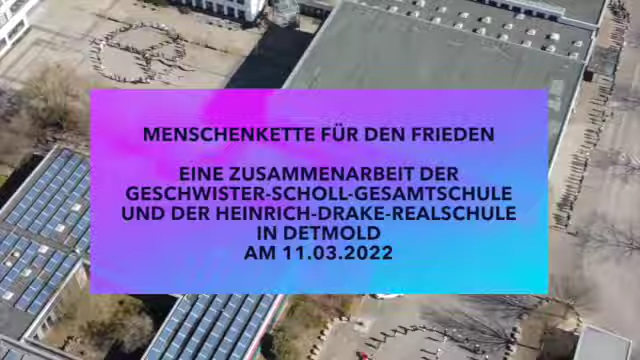 MENSCHENKETTE FÜR DEN FRIEDEN
EINE ZUSAMMENARBEIT DER
GESCHWISTER-SCHOLL-GESAMTSCHULE
UND DER HEINRICH-DRAKE-REALSCHULE
IN DETMOLD
AM 11.03.2022